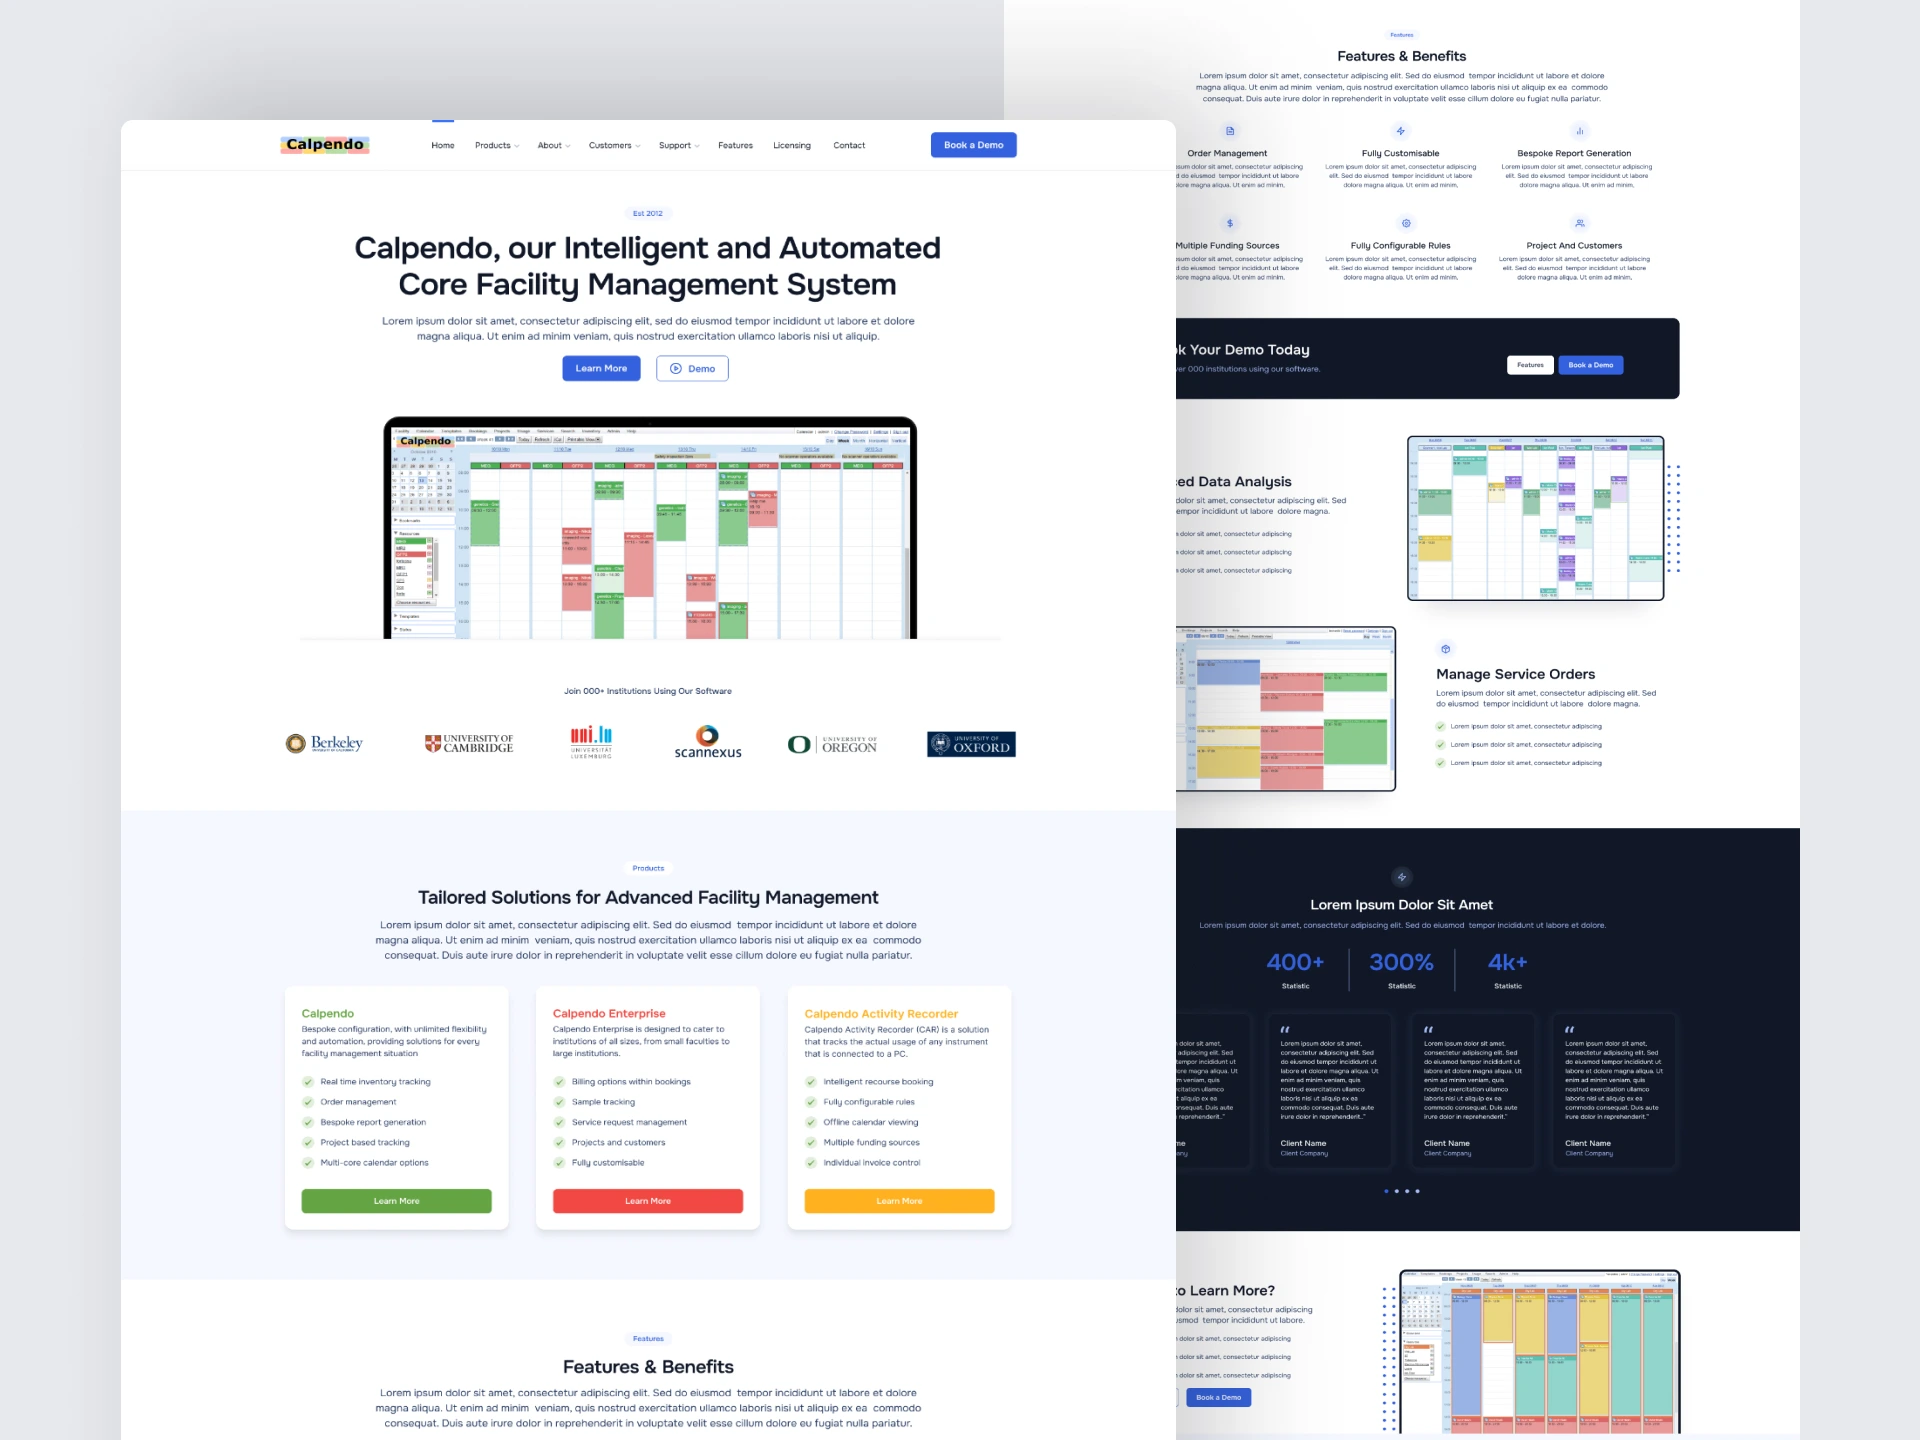 Calpendo
Home
Products
About
Customers
Support
Features
Licensing
Contact
Book a Demo
Est 2012
Calpendo, our Intelligent and Automated
Core Facility Management System
Lorem ipsum dolor sit amet, consectetur adipiscing elit, sed do eiusmod tempor incididunt ut labore et dolore
magna aliqua. Ut enim ad minim veniam, quis nostrud exercitation ullamco laboris nisi ut aliquip.
Learn More
Demo
Calpendo
Join 000+ Institutions Using Our Software
Berkeley
UNIVERSITY OF
CAMBRIDGE
uni.lu
UNIVERSITÄT
LUXEMBURG
scannexus
UNIVERSITY OF
OREGON
UNIVERSITY OF
OXFORD
Products
Tailored Solutions for Advanced Facility Management
Lorem ipsum dolor sit amet, consectetur adipiscing elit. Sed do eiusmod tempor incididunt ut labore et dolore
magna aliqua. Ut enim ad minim veniam, quis nostrud exercitation ullamco laboris nisi ut aliquip ex ea commodo
consequat. Duis aute irure dolor in reprehenderit in voluptate velit esse cillum dolore eu fugiat nulla pariatur.
Calpendo
Bespoke configuration, with unlimited flexibility
and automation, providing solutions for every
facility management situation
Real time inventory tracking
Order management
Bespoke report generation
Project based tracking
Multi-core calendar options
Learn More
Calpendo Enterprise
Calpendo Enterprise is designed to cater to
institutions of all sizes, from small faculties to
large institutions.
Billing options within bookings
Sample tracking
Service request management
Projects and customers
Fully customisable
Learn More
Calpendo Activity Recorder
Calpendo Activity Recorder (CAR) is a solution
that tracks the actual usage of any instrument
that is connected to a PC.
Intelligent recourse booking
Fully configurable rules
Offline calendar viewing
Multiple funding sources
Individual invoice control
Learn More
Features
Features & Benefits
Lorem ipsum dolor sit amet, consectetur adipiscing elit. Sed do eiusmod tempor incididunt ut labore et dolore
magna aliqua. Ut enim ad minim veniam, quis nostrud exercitation ullamco laboris nisi ut aliquip ex ea commodo
consequat. Duis aute irure dolor in reprehenderit in voluptate velit esse cillum dolore eu fugiat nulla pariatur.
Features
Features & Benefits
Lorem ipsum dolor sit amet, consectetur adipiscing elit. Sed do eiusmod tempor incididunt ut labore et dolore
magna aliqua. Ut enim ad minim veniam, quis nostrud exercitation ullamco laboris nisi ut aliquip ex ea commodo
consequat. Duis aute irure dolor in reprehenderit in voluptate velit esse cillum dolore eu fugiat nulla pariatur.
Order Management
dolor sit amet, consectetur adipiscing
do eiusmod tempor incididunt ut labore
magna aliqua. Ut enim ad minim,
Fully Customisable
Lorem ipsum dolor sit amet, consectetur adipiscing
elit. Sed do eiusmod tempor incididunt ut labore
dolore magna aliqua. Ut enim ad minim,
Bespoke Report Generation
Lorem ipsum dolor sit amet, consectetur adipiscing
elit. Sed do eiusmod tempor incididunt ut labore
dolore magna aliqua. Ut enim ad minim,
Multiple Funding Sources
dolor sit amet, consectetur adipiscing
do eiusmod tempor incididunt ut labore
magna aliqua. Ut enim ad minim,
Fully Configurable Rules
Lorem ipsum dolor sit amet, consectetur adipiscing
elit. Sed do eiusmod tempor incididunt ut labore
dolore magna aliqua. Ut enim ad minim,
Project And Customers
Lorem ipsum dolor sit amet, consectetur adipiscing
elit. Sed do eiusmod tempor incididunt ut labore
dolore magna aliqua. Ut enim ad minim,
k Your Demo Today
ver 000 institutions using our software.
Features
Book a Demo
ed Data Analysis
dolor sit amet, consectetur adipiscing elit. Sed
tempor incididunt ut labore dolore magna.
dolor sit amet, consectetur adipiscing
dolor sit amet, consectetur adipiscing
dolor sit amet, consectetur adipiscing
Manage Service Orders
Lorem ipsum dolor sit amet, consectetur adipiscing elit. Sed
do eiusmod tempor incididunt ut labore dolore magna.
Lorem ipsum dolor sit amet, consectetur adipiscing
Lorem ipsum dolor sit amet, consectetur adipiscing
Lorem ipsum dolor sit amet, consectetur adipiscing
Lorem Ipsum Dolor Sit Amet
Lorem ipsum dolor sit amet, consectetur adipiscing elit. Sed do eiusmod tempor incididunt ut labore et dolore.
400+
Statistic
300%
Statistic
4k+
Statistic
dolor sit amet,
adipiscing elit. Sed
tempor incididunt ut
dolore magna aliqua. Ut
veniam, quis
ullamco
aliquip ex ea
consequat. Duis aute
reprehenderit.."
“
Lorem ipsum dolor sit amet,
consectetur adipiscing elit. Sed
do eiusmod tempor incididunt ut
labore et dolore magna aliqua. Ut
enim ad minim veniam, quis
nostrud exercitation ullamco
laboris nisi ut aliquip ex ea
commodo consequat. Duis aute
irure dolor in reprehenderit.."
Client Name
Client Company
“
Lorem ipsum dolor sit amet,
consectetur adipiscing elit. Sed
do eiusmod tempor incididunt ut
labore et dolore magna aliqua. Ut
enim ad minim veniam, quis
nostrud exercitation ullamco
laboris nisi ut aliquip ex ea
commodo consequat. Duis aute
irure dolor in reprehenderit.."
Client Name
Client Company
“
Lorem ipsum dolor sit amet,
consectetur adipiscing elit. Sed
do eiusmod tempor incididunt ut
labore et dolore magna aliqua. Ut
enim ad minim veniam, quis
nostrud exercitation ullamco
laboris nisi ut aliquip ex ea
commodo consequat. Duis aute
irure dolor in reprehenderit.."
Client Name
Client Company
to Learn More?
dolor sit amet, consectetur adipiscing
tempor incididunt ut labore.
dolor sit amet, consectetur adipiscing
dolor sit amet, consectetur adipiscing
dolor sit amet, consectetur adipiscing
Book a Demo